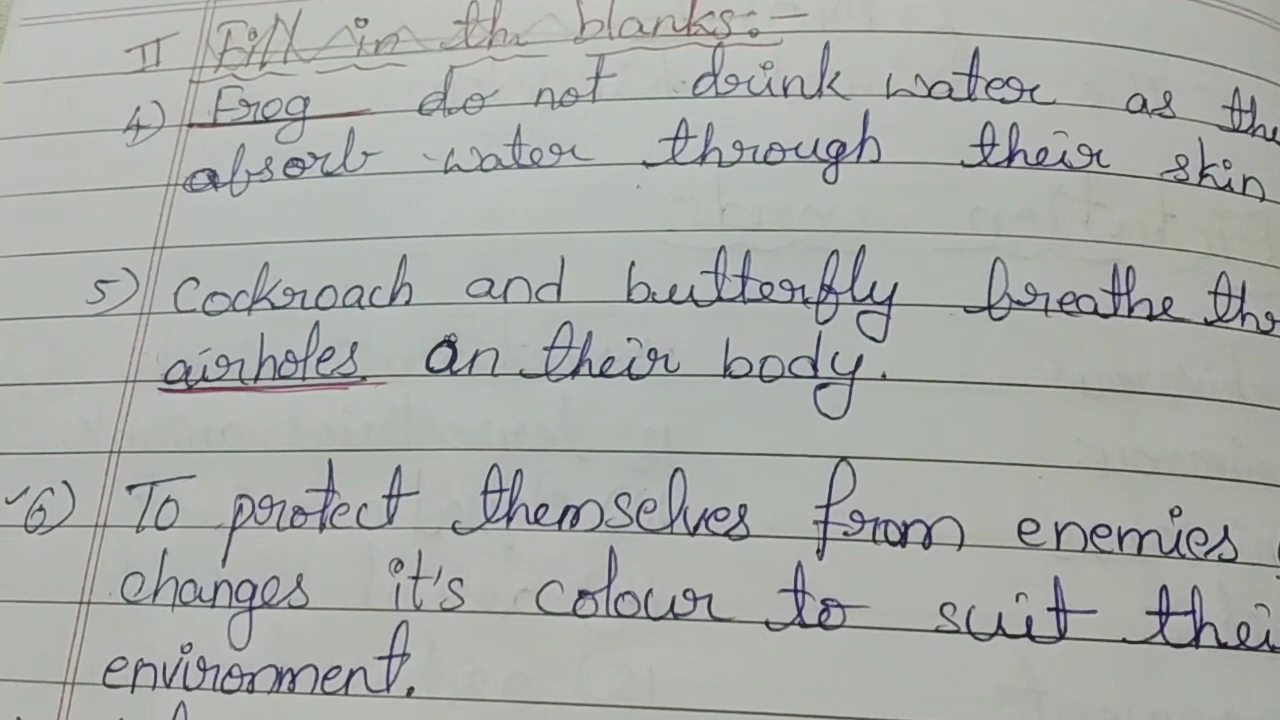 II Fill in the blanks:-
4) Frog do not drink water as the
absorb water through their skin
5) Cockroach and butterfly breathe thr
airholes on their body.
6) To protect themselves from enemies
changes it's colour to suit thei
environment.